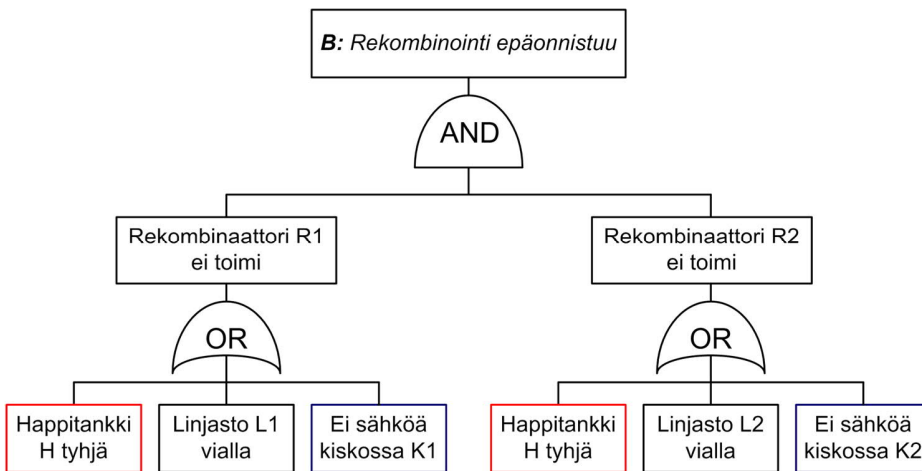 B: Rekombinointi epäonnistuu
AND
Rekombinaattori R1
ei toimi
Rekombinaattori R2
ei toimi
OR
OR
Happitankki
H tyhjä
Linjasto L1
vialla
Ei sähköä
kiskossa K1
Happitankki
H tyhjä
Linjasto L2
vialla
Ei sähköä
kiskossa K2